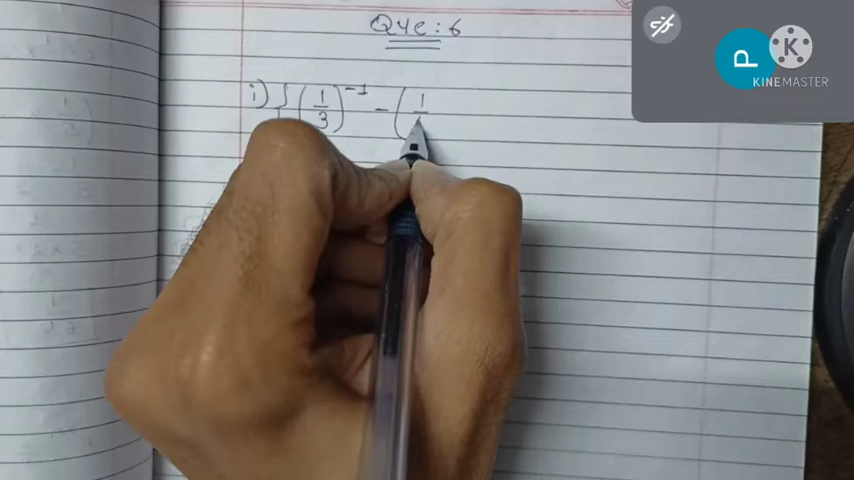 Que : 6
i) { (1/3)^-1 - (1/
P K
KINEMASTER